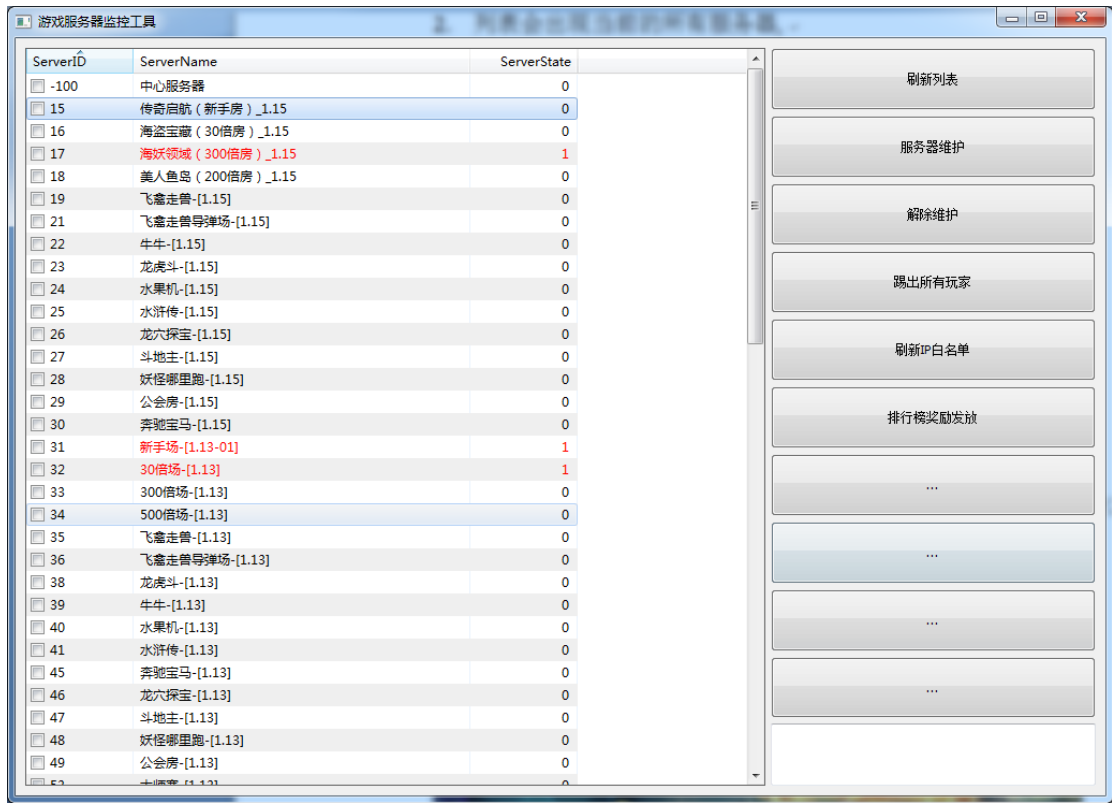 游戏服务器监控工具
2. 列表会出现当前的所有服务器,
ServerID ServerName ServerState
-100 中心服务器 0
15 传奇启航（新手房）_1.15 0
16 海盗宝藏（30倍房）_1.15 0
17 海妖领域（300倍房）_1.15 1
18 美人鱼岛（200倍房）_1.15 0
19 飞禽走兽-[1.15] 0
21 飞禽走兽导弹场-[1.15] 0
22 牛牛-[1.15] 0
23 龙虎斗-[1.15] 0
24 水果机-[1.15] 0
25 水浒传-[1.15] 0
26 龙穴探宝-[1.15] 0
27 斗地主-[1.15] 0
28 妖怪哪里跑-[1.15] 0
29 公会房-[1.15] 0
30 奔驰宝马-[1.15] 0
31 新手场-[1.13-01] 1
32 30倍场-[1.13] 1
33 300倍场-[1.13] 0
34 500倍场-[1.13] 0
35 飞禽走兽-[1.13] 0
36 飞禽走兽导弹场-[1.13] 0
38 龙虎斗-[1.13] 0
39 牛牛-[1.13] 0
40 水果机-[1.13] 0
41 水浒传-[1.13] 0
45 奔驰宝马-[1.13] 0
46 龙穴探宝-[1.13] 0
47 斗地主-[1.13] 0
48 妖怪哪里跑-[1.13] 0
49 公会房-[1.13] 0
刷新列表
服务器维护
解除维护
踢出所有玩家
刷新IP白名单
排行榜奖励发放
...
...
...
...